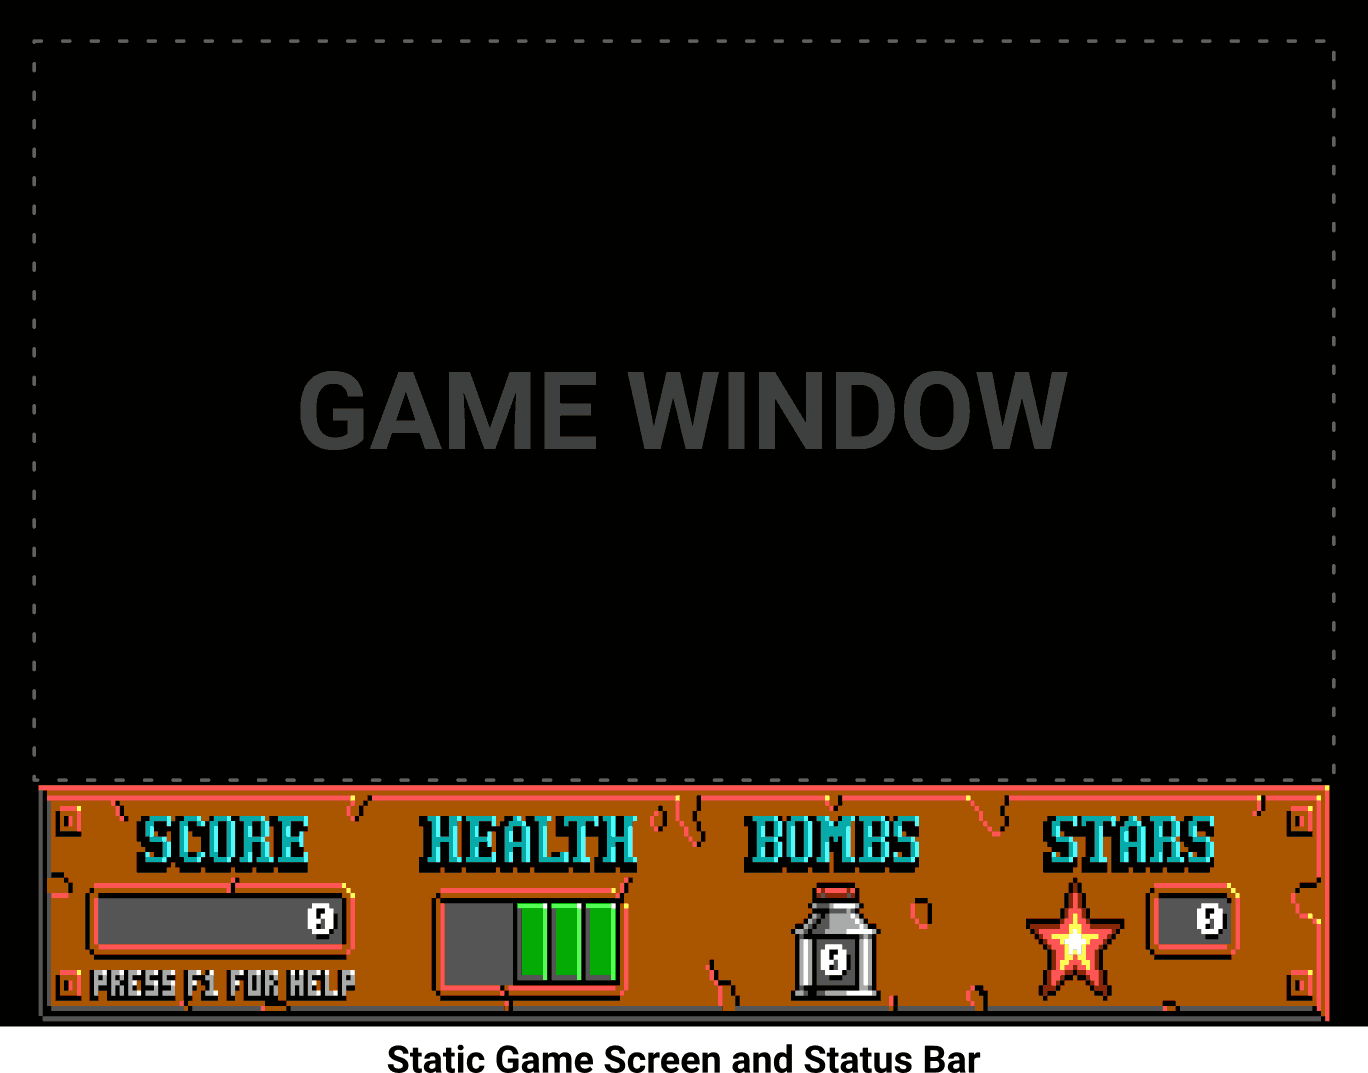 GAME WINDOW
SCORE HEALTH BOMBS STARS
0 0 0
PRESS F1 FOR HELP
Static Game Screen and Status Bar